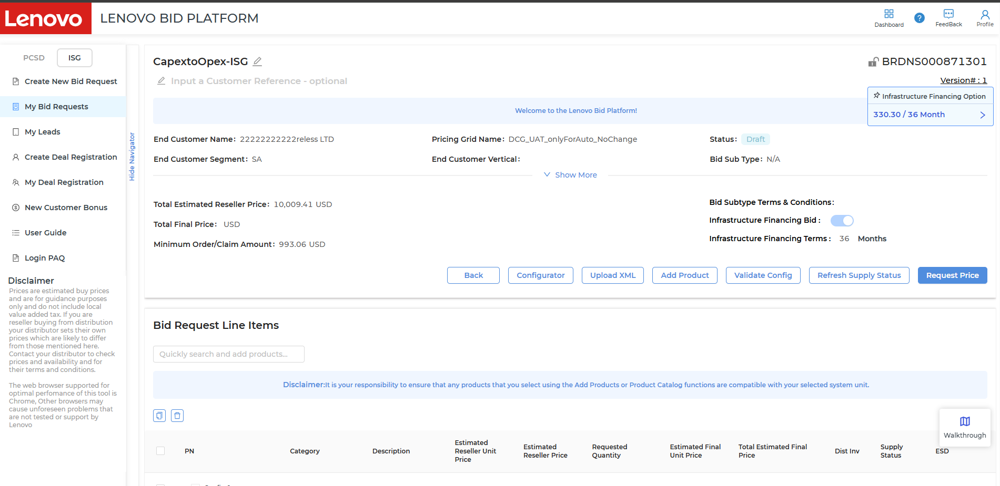 Lenovo
LENOVO BID PLATFORM
Dashboard
?
FeedBack
Profile
PCSD
ISG
Create New Bid Request
My Bid Requests
My Leads
Create Deal Registration
My Deal Registration
New Customer Bonus
User Guide
Login PAQ
Disclaimer
Prices are estimated buy prices
and are for guidance purposes
only and do not include local
value added tax. If you are
reseller buying from distribution
your distributor sets their own
prices which are likely to differ
from those mentioned here.
Contact your distributor to check
prices and availability and for
their terms and conditions.
The web browser supported for
optimal perfomance of this tool is
Chrome, Other browsers may
cause unforeseen problems that
are not tested or support by
Lenovo
Hide Navigator
CapextoOpex-ISG
BRDNS000871301
Input a Customer Reference - optional
Version# : 1
Infrastructure Financing Option
330.30 / 36 Month
Welcome to the Lenovo Bid Platform!
End Customer Name: 22222222222reless LTD
Pricing Grid Name: DCG_UAT_onlyForAuto_NoChange
Status: Draft
End Customer Segment: SA
End Customer Vertical:
Bid Sub Type: N/A
Show More
Total Estimated Reseller Price: 10,009.41 USD
Bid Subtype Terms & Conditions:
Total Final Price: USD
Infrastructure Financing Bid :
Minimum Order/Claim Amount: 993.06 USD
Infrastructure Financing Terms : 36 Months
Back
Configurator
Upload XML
Add Product
Validate Config
Refresh Supply Status
Request Price
Bid Request Line Items
Quickly search and add products...
Disclaimer:It is your responsibility to ensure that any products that you select using the Add Products or Product Catalog functions are compatible with your selected system unit.
Walkthrough
PN
Category
Description
Estimated
Reseller Unit
Price
Estimated
Reseller Price
Requested
Quantity
Estimated Final
Unit Price
Total Estimated Final
Price
Dist Inv
Supply
Status
ESD